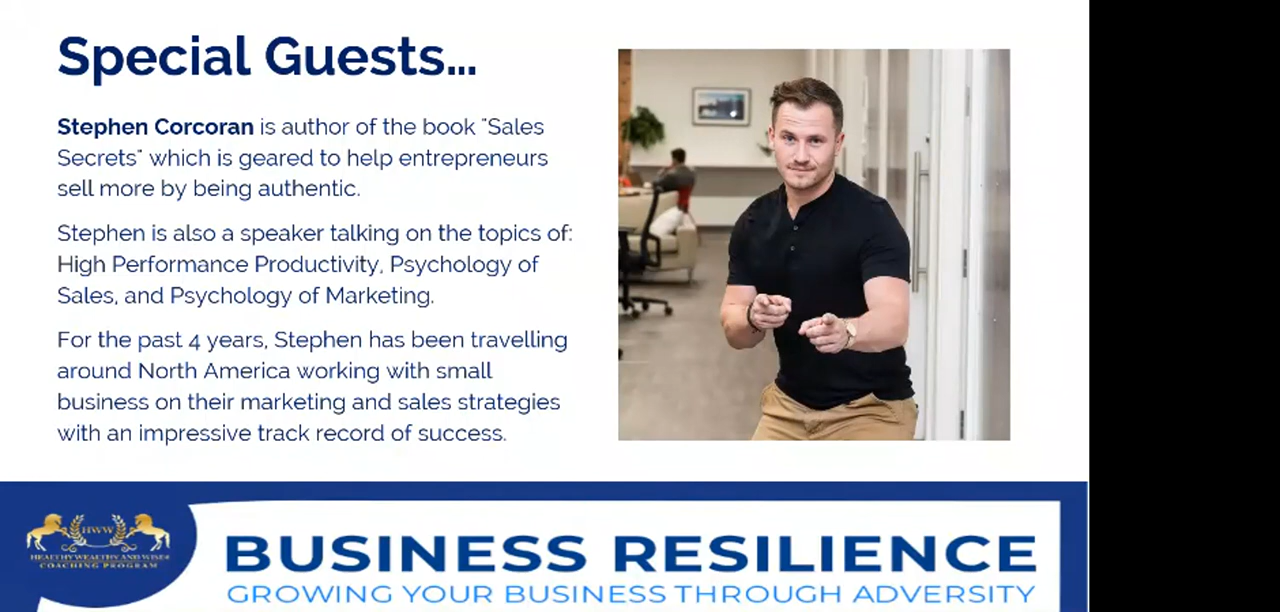 Special Guests...
Stephen Corcoran is author of the book "Sales
Secrets" which is geared to help entrepreneurs
sell more by being authentic.
Stephen is also a speaker talking on the topics of:
High Performance Productivity, Psychology of
Sales, and Psychology of Marketing.
For the past 4 years, Stephen has been travelling
around North America working with small
business on their marketing and sales strategies
with an impressive track record of success.
HWW
HEALTHY WEALTHY AND WISE
COACHING PROGRAM
BUSINESS RESILIENCE
GROWING YOUR BUSINESS THROUGH ADVERSITY